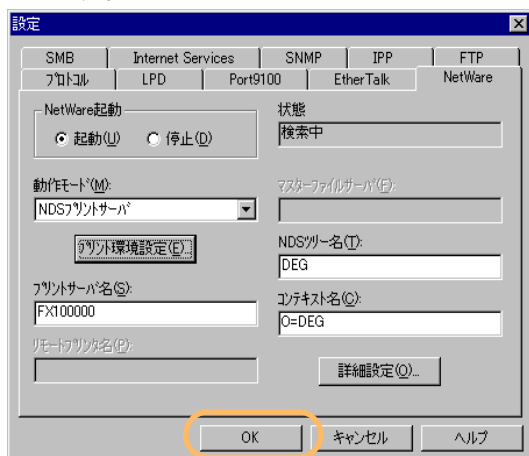 設定
SMB Internet Services SNMP IPP FTP
プロトコル LPD Port9100 EtherTalk NetWare
NetWare起動
起動(U) 停止(D)
状態
検索中
動作モード(M):
NDSプリントサーバ
プリント環境設定(E)...
プリントサーバ名(S):
FX100000
リモートプリンタ名(P):
マスターファイルサーバ(F):
NDSツリー名(T):
DEG
コンテキスト名(C):
O=DEG
詳細設定(O)...
OK キャンセル ヘルプ